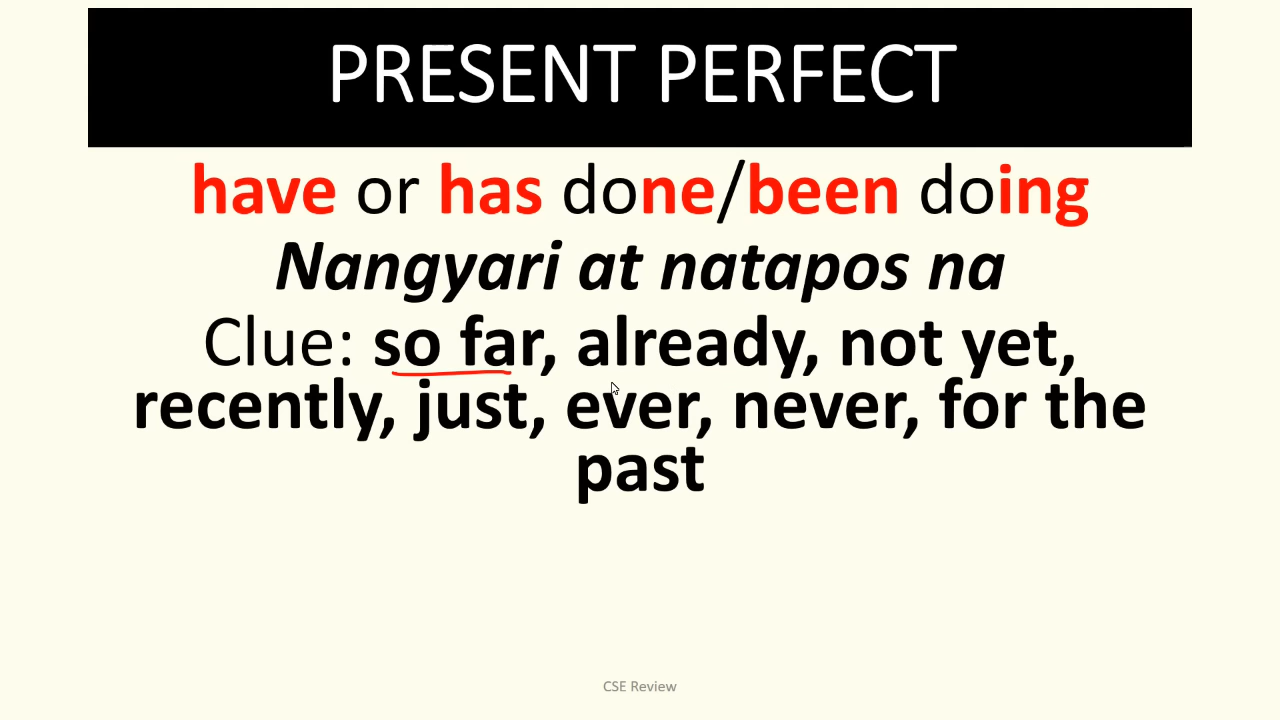 PRESENT PERFECT
have or has done/been doing
Nangyari at natapos na
Clue: so far, already, not yet,
recently, just, ever, never, for the
past
CSE Review